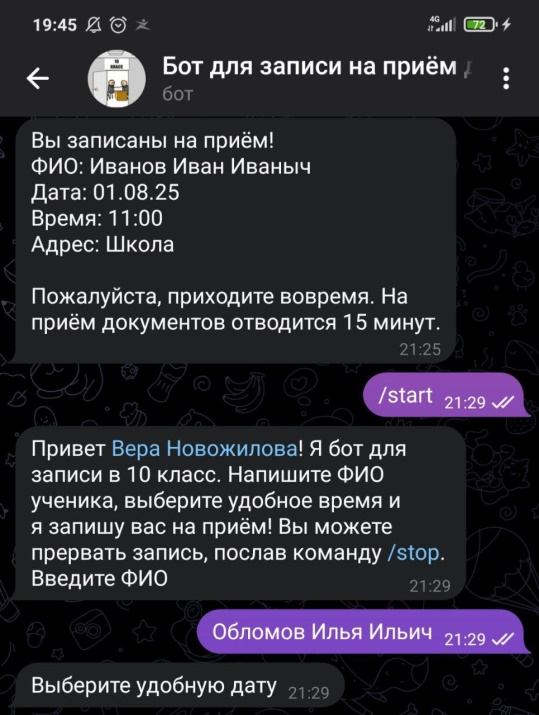 19:45
4G
72
10
КЛАСС
Бот для записи на приём
бот
Вы записаны на приём!
ФИО: Иванов Иван Иваныч
Дата: 01.08.25
Время: 11:00
Адрес: Школа
Пожалуйста, приходите вовремя. На
приём документов отводится 15 минут.
21:25
/start 21:29
Привет Вера Новожилова! Я бот для
записи в 10 класс. Напишите ФИО
ученика, выберите удобное время и
я запишу вас на приём! Вы можете
прервать запись, послав команду /stop.
Введите ФИО
21:29
Обломов Илья Ильич 21:29
Выберите удобную дату 21:29